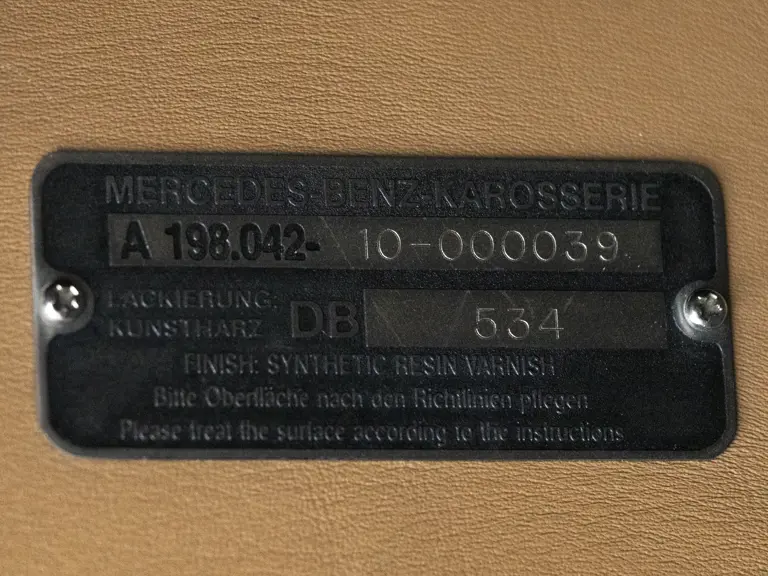 MERCEDES-BENZ-KAROSSERIE
A 198.042- 10-000039
LACKIERUNG:
KUNSTHARZ DB 534
FINISH: SYNTHETIC RESIN VARNISH
Bitte Oberfläche nach den Richtlinien pflegen
Please treat the surface according to the instructions